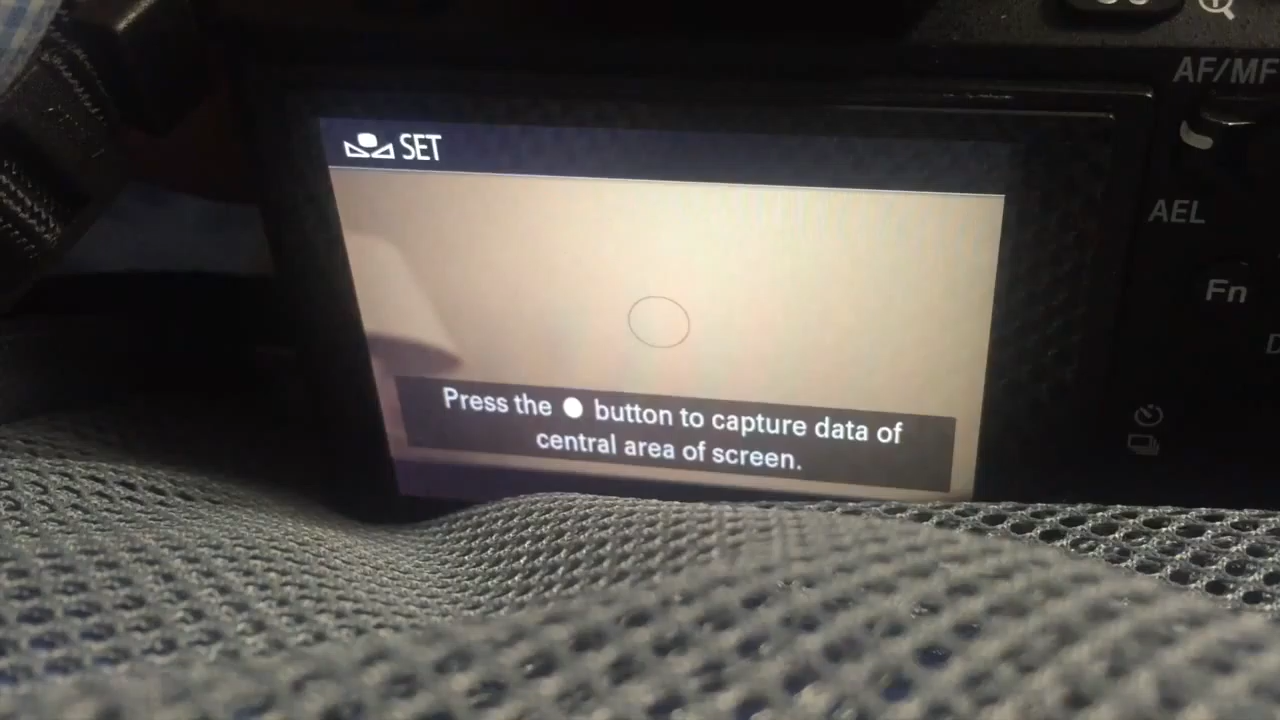 AF/MF
SET
AEL
Fn
Press the ● button to capture data of
central area of screen.